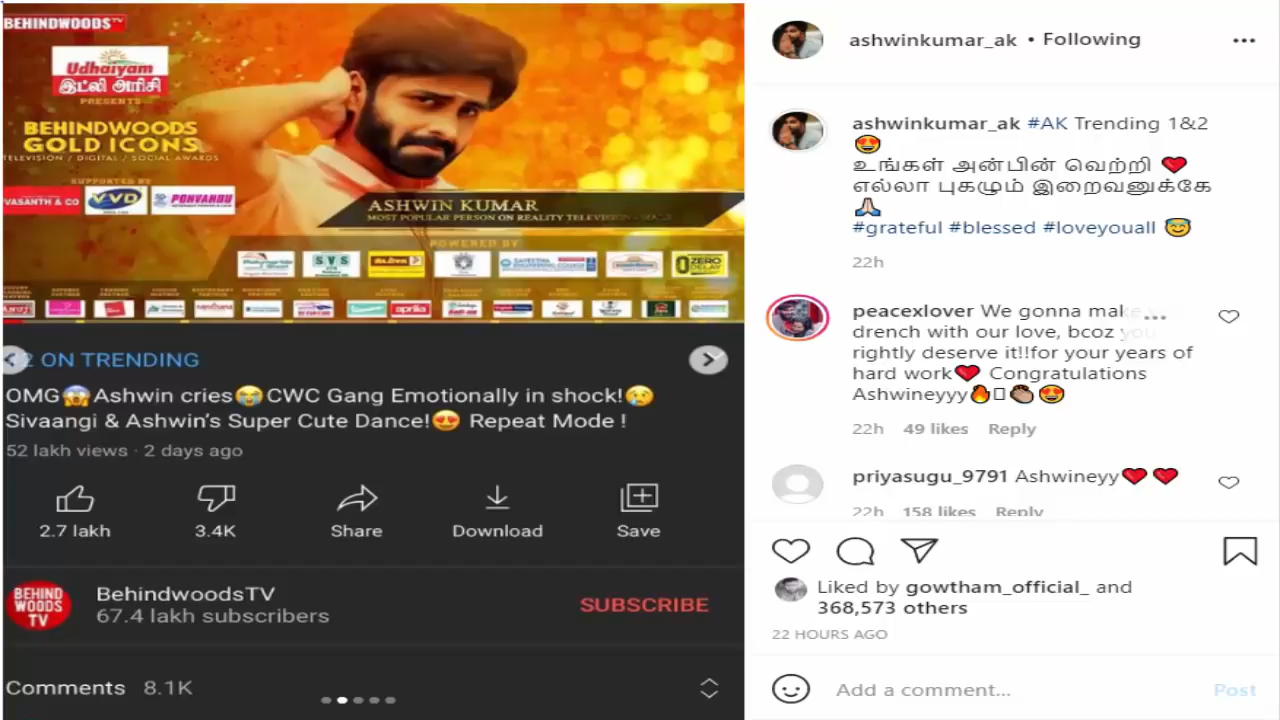 BEHINDWOODS TV
Udhaiyam
இட்லி அரிசி
PRESENTS
BEHINDWOODS
GOLD ICONS
TELEVISION / DIGITAL / SOCIAL AWARDS
SUPPORTED BY
VASANTH & CO
VVD
PONVANDU
ASHWIN KUMAR
MOST POPULAR PERSON ON REALITY TELEVISION - MALE
POWERED BY
SVS
SAVEETHA ENGINEERING COLLEGE
ZERO DELAY
aprilia
2 ON TRENDING
OMG😱Ashwin cries😭CWC Gang Emotionally in shock!😢
Sivaangi & Ashwin's Super Cute Dance!😍 Repeat Mode !
52 lakh views · 2 days ago
2.7 lakh
3.4K
Share
Download
Save
BEHIND WOODS TV
BehindwoodsTV
67.4 lakh subscribers
SUBSCRIBE
Comments 8.1K
ashwinkumar_ak • Following
ashwinkumar_ak #AK Trending 1&2
😍
உங்கள் அன்பின் வெற்றி ❤️
எல்லா புகழும் இறைவனுக்கே
🙏🏻
#grateful #blessed #loveyouall 😇
22h
peacexlover We gonna make
drench with our love, bcoz you
rightly deserve it!!for your years of
hard work❤️ Congratulations
Ashwineyyy🔥👏🏽😍
22h 49 likes Reply
priyasugu_9791 Ashwineyy❤️❤️
22h 158 likes Reply
Liked by gowtham_official_ and
368,573 others
22 HOURS AGO
Add a comment...
Post